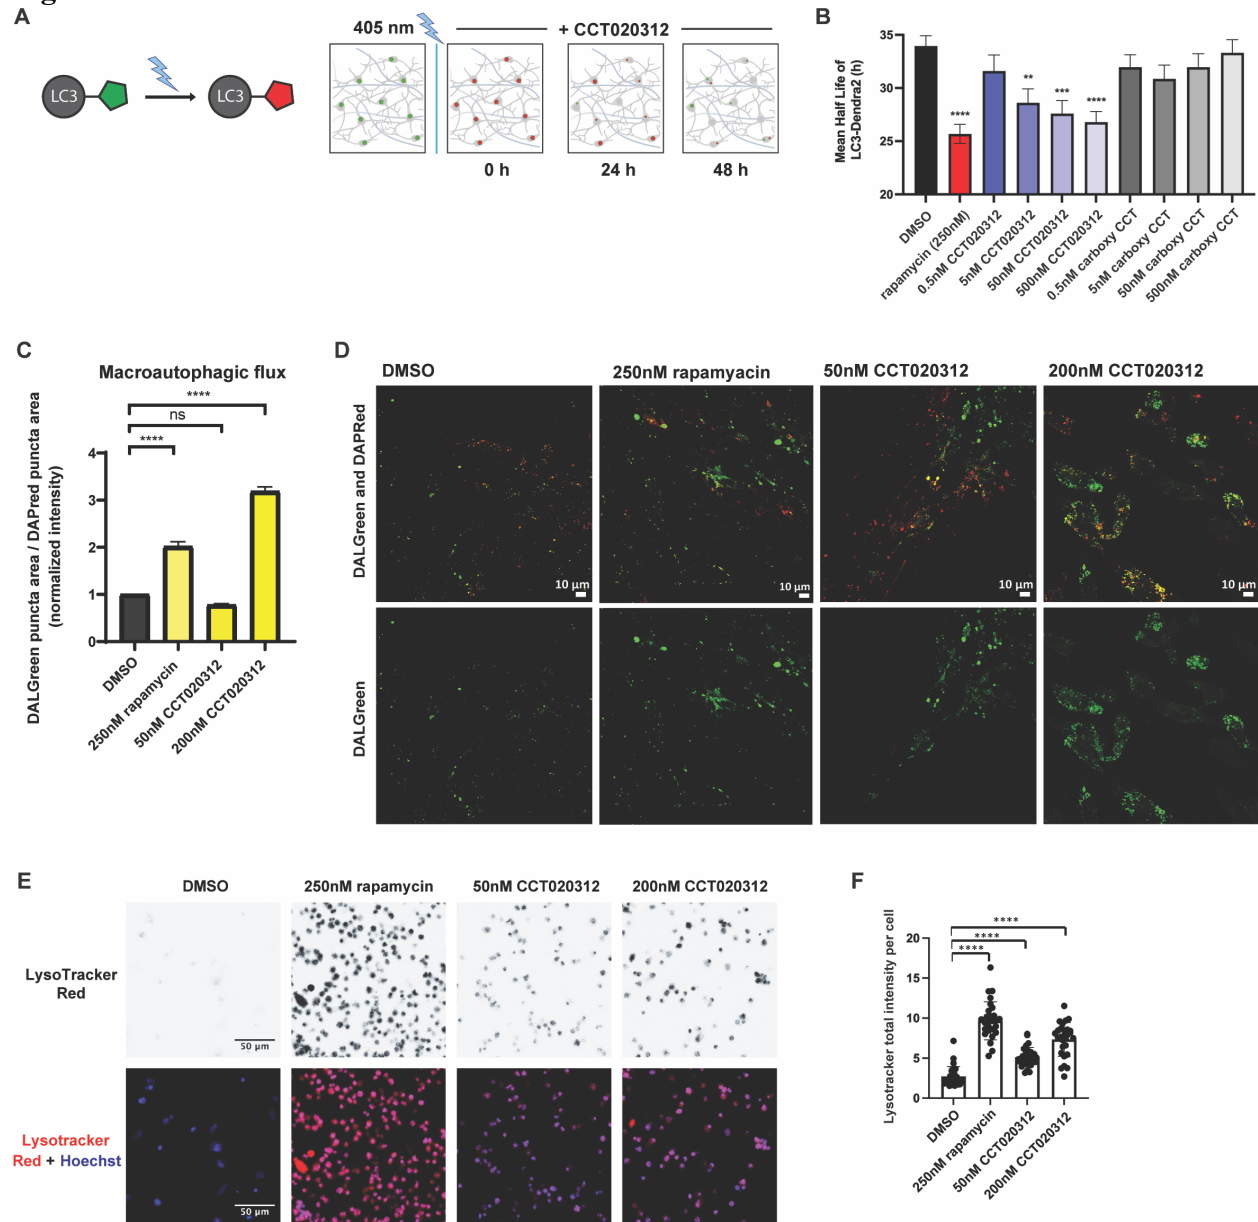 A
405 nm
+ CCT020312
LC3
LC3
0 h
24 h
48 h
B
Mean Half Life of
LC3-Dendra2 (h)
35
30
25
20
****
**
***
****
DMSO
rapamycin (250nM)
0.5nM CCT020312
5nM CCT020312
50nM CCT020312
500nM CCT020312
0.5nM carboxy CCT
5nM carboxy CCT
50nM carboxy CCT
500nM carboxy CCT
C
Macroautophagic flux
DALGreen puncta area / DAPred puncta area
(normalized intensity)
****
ns
****
4
3
2
1
0
DMSO
250nM rapamycin
50nM CCT020312
200nM CCT020312
D
DMSO
250nM rapamyacin
50nM CCT020312
200nM CCT020312
DALGreen and DAPRed
10 µm
10 µm
10 µm
10 µm
DALGreen
E
DMSO
250nM rapamycin
50nM CCT020312
200nM CCT020312
LysoTracker
Red
50 µm
Lysotracker
Red + Hoechst
50 µm
F
Lysotracker total intensity per cell
****
****
****
20
15
10
5
0
DMSO
250nM rapamycin
50nM CCT020312
200nM CCT020312